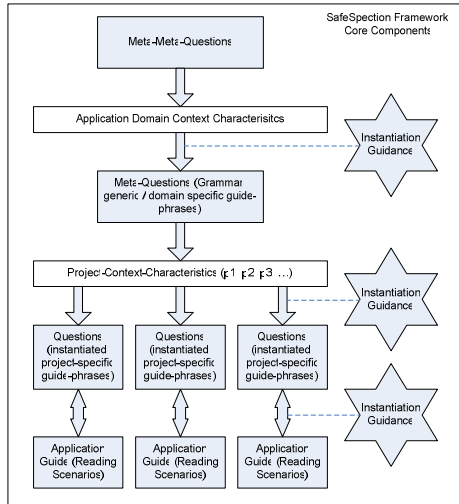 SafeSpection Framework
Core Components
Meta-Meta-Questions
Application Domain Context Characterisitcs
Instantiation
Guidance
Meta-Questions (Grammar
generic / domain specific guide-
phrases)
Project-Context-Characteristics (p1 p2 p3 ...)
Instantiation
Guidance
Questions
(instantiated
project-specific
guide-phrases)
Questions
(instantiated
project-specific
guide-phrases)
Questions
(instantiated
project-specific
guide-phrases)
Instantiation
Guidance
Application
Guide (Reading
Scenarios)
Application
Guide (Reading
Scenarios)
Application
Guide (Reading
Scenarios)